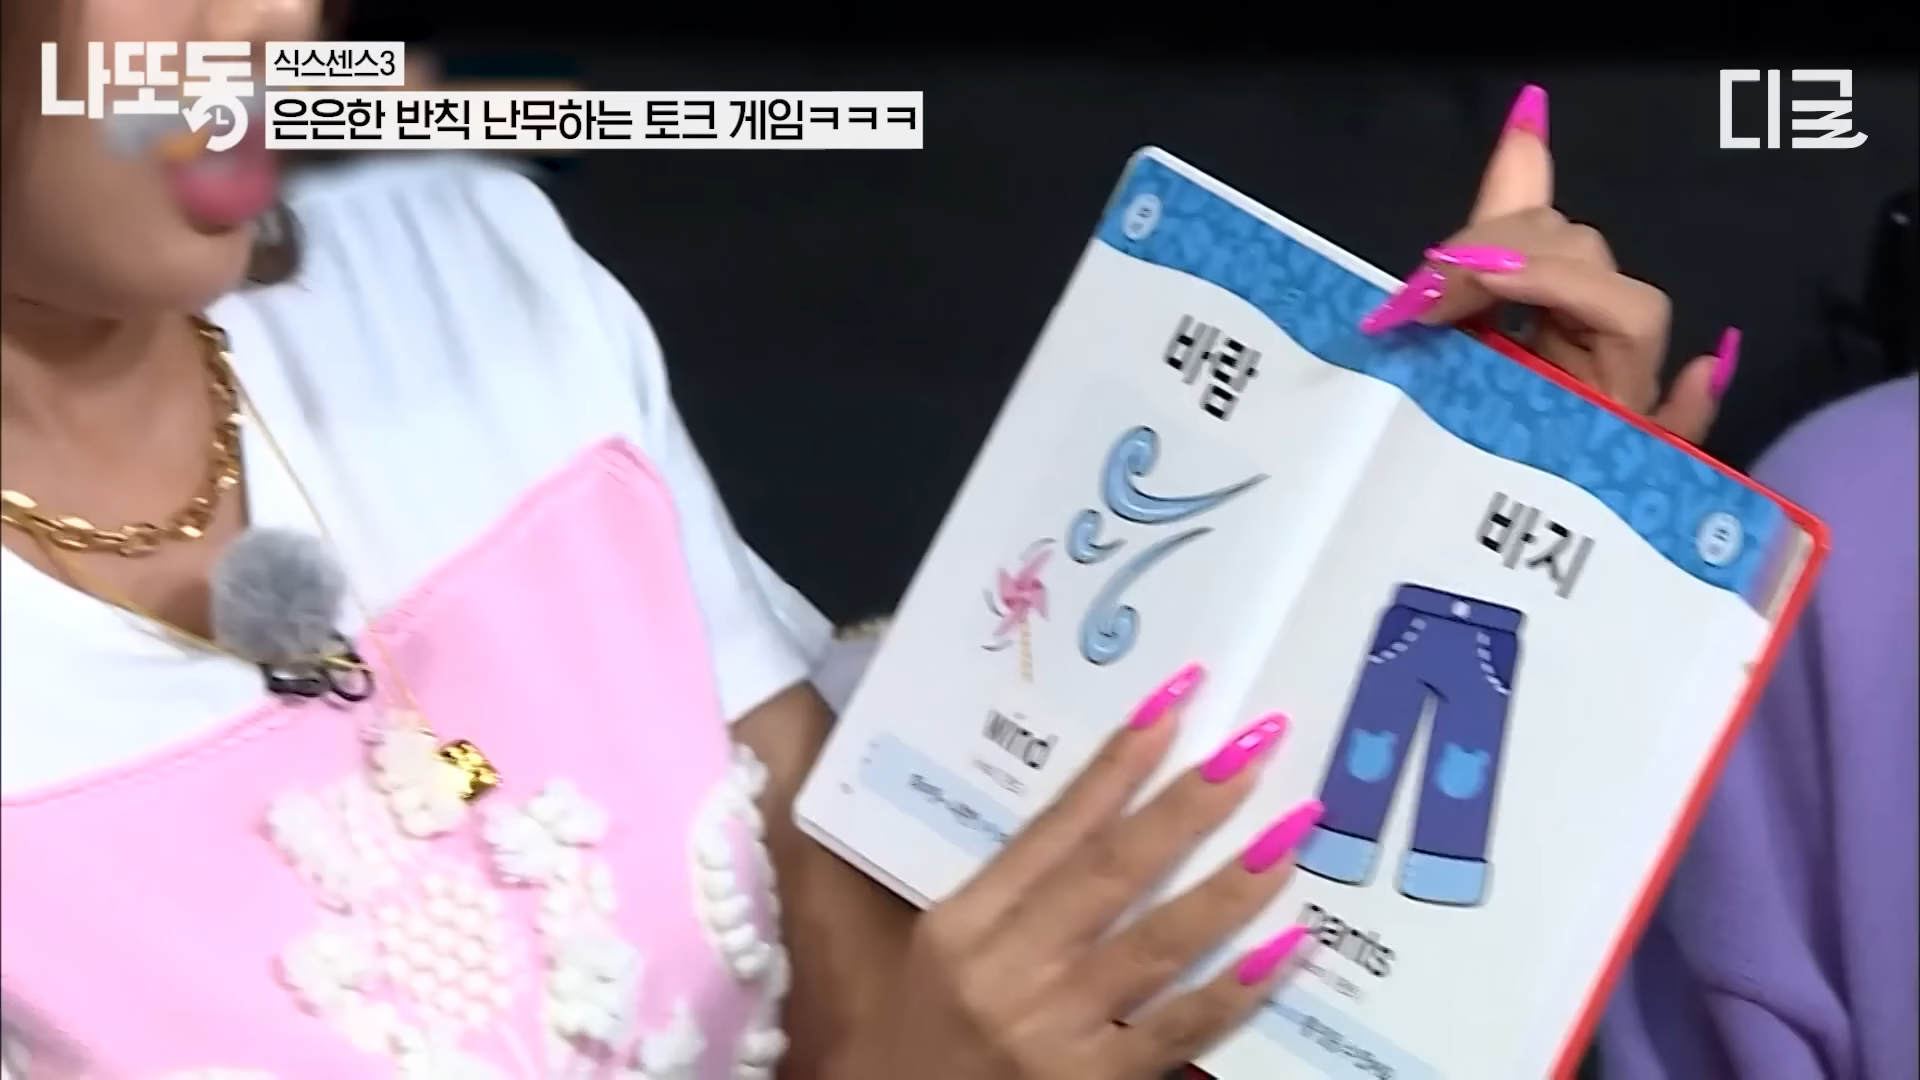 나또동
식스센스3
은은한 반칙 난무하는 토크 게임ㅋㅋㅋ
디글
바람
wind
바지
pants